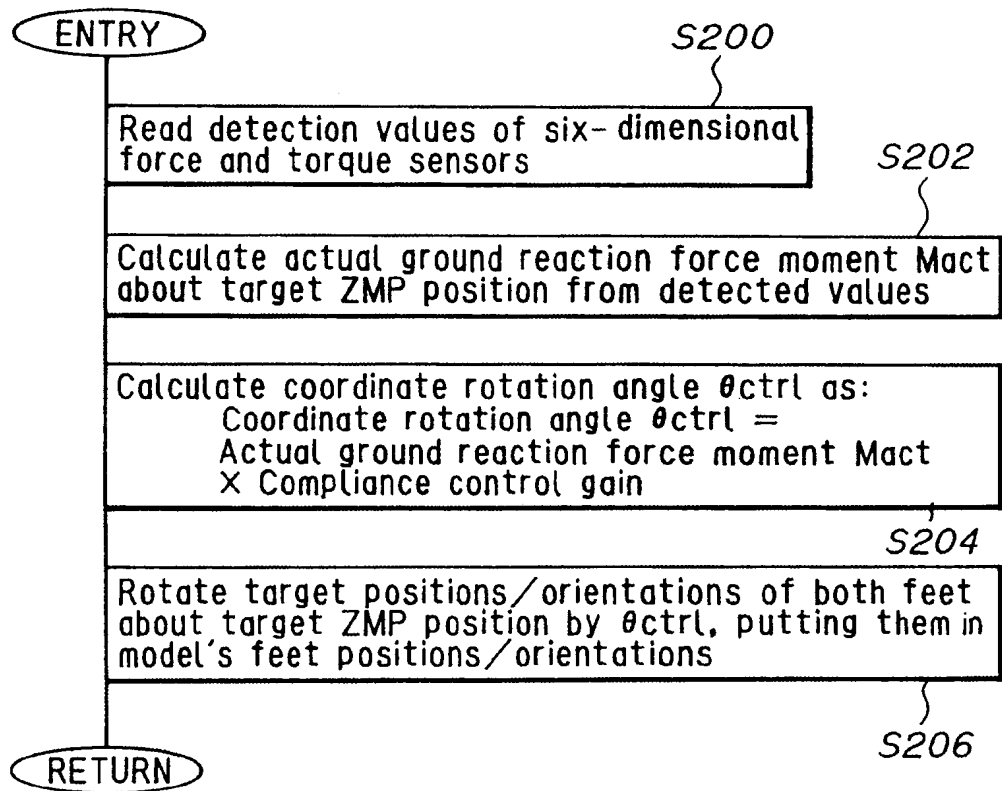 ENTRY
S200
Read detection values of six-dimensional
force and torque sensors
S202
Calculate actual ground reaction force moment Mact
about target ZMP position from detected values
Calculate coordinate rotation angle θctrl as:
Coordinate rotation angle θctrl =
Actual ground reaction force moment Mact
× Compliance control gain
S204
Rotate target positions/orientations of both feet
about target ZMP position by θctrl, putting them in
model's feet positions/orientations
S206
RETURN